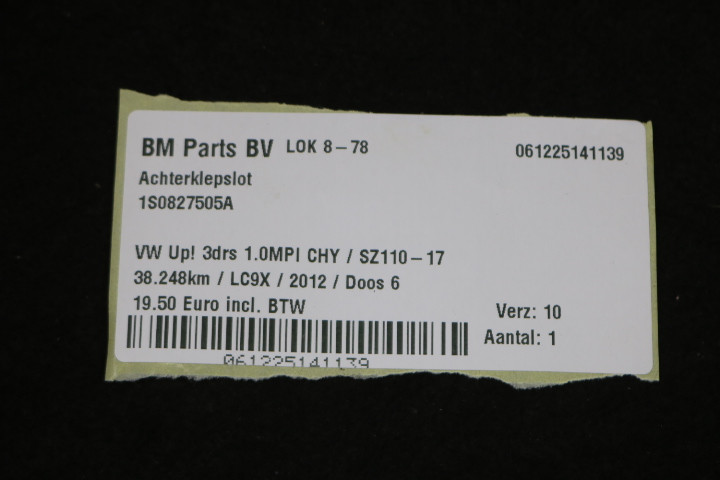 BM Parts BV LOK 8-78 061225141139
Achterklepslot
1S0827505A
VW Up! 3drs 1.0MPI CHY / SZ110-17
38.248km / LC9X / 2012 / Doos 6
19.50 Euro incl. BTW
Verz: 10
Aantal: 1
061225141139